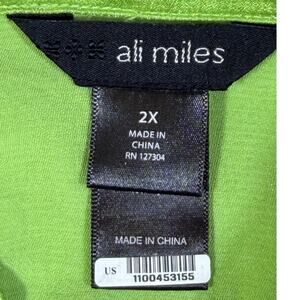 ali miles
2X
MADE IN
CHINA
RN 127304
MADE IN CHINA
US
1100453155